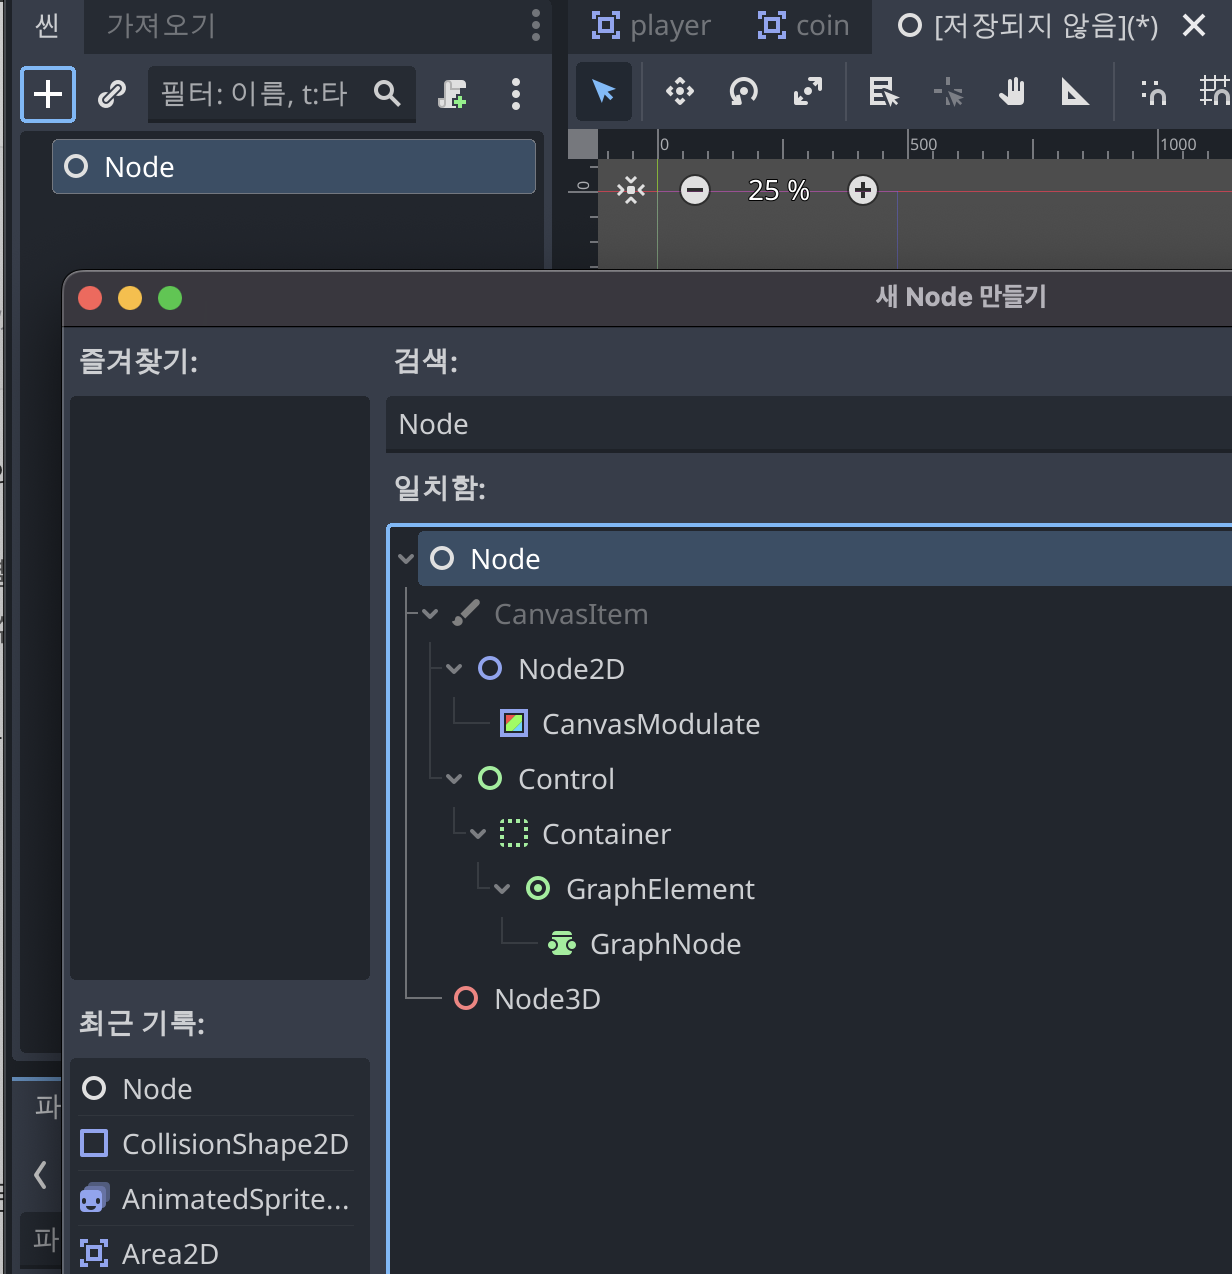 씬 가져오기 player coin [저장되지 않음](*)
필터: 이름, t:타
Node
0 500 1000
0
25 %
새 Node 만들기
즐겨찾기:
검색:
Node
일치함:
Node
CanvasItem
Node2D
CanvasModulate
Control
Container
GraphElement
GraphNode
Node3D
최근 기록:
Node
CollisionShape2D
AnimatedSprite...
Area2D
파
파